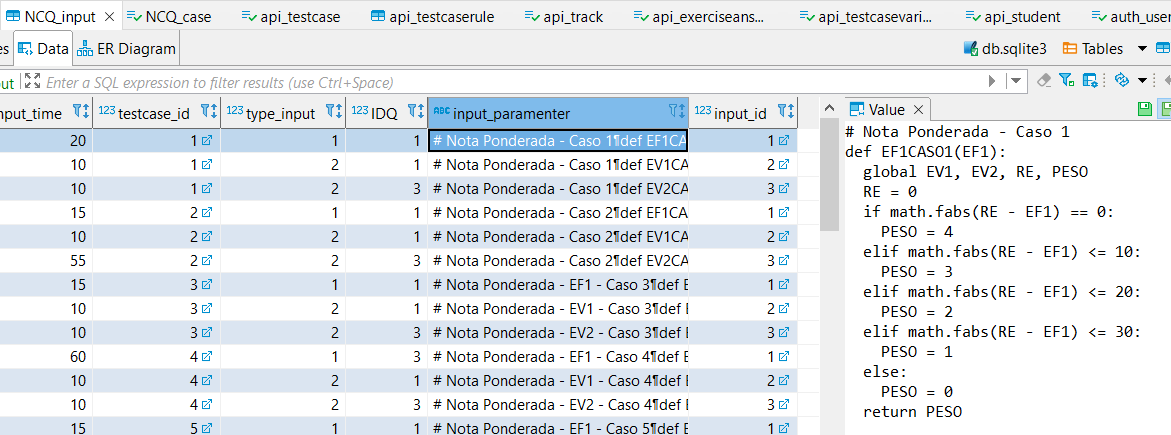 NCQ_input NCQ_case api_testcase api_testcaserule api_track api_exerciseans... api_testcasevari... api_student auth_user
Data ER Diagram db.sqlite3 Tables
Enter a SQL expression to filter results (use Ctrl+Space)
nput_time 123 testcase_id 123 type_input 123 IDQ ABC input_paramenter 123 input_id
20 1 1 1 # Nota Ponderada - Caso 1¶def EF1CA 1
10 1 2 1 # Nota Ponderada - Caso 1¶def EV1CA 2
10 1 2 3 # Nota Ponderada - Caso 1¶def EV2CA 3
15 2 1 1 # Nota Ponderada - Caso 2¶def EF1CA 1
10 2 2 1 # Nota Ponderada - Caso 2¶def EV1CA 2
55 2 2 3 # Nota Ponderada - Caso 2¶def EV2CA 3
15 3 1 1 # Nota Ponderada - EF1 - Caso 3¶def E 1
10 3 2 1 # Nota Ponderada - EV1 - Caso 3¶def E 2
10 3 2 3 # Nota Ponderada - EV2 - Caso 3¶def E 3
60 4 1 3 # Nota Ponderada - EF1 - Caso 4¶def E 1
10 4 2 1 # Nota Ponderada - EV1 - Caso 4¶def E 2
10 4 2 3 # Nota Ponderada - EV2 - Caso 4¶def E 3
15 5 1 1 # Nota Ponderada - EF1 - Caso 5¶def E 1
Value
# Nota Ponderada - Caso 1
def EF1CASO1(EF1):
global EV1, EV2, RE, PESO
RE = 0
if math.fabs(RE - EF1) == 0:
PESO = 4
elif math.fabs(RE - EF1) <= 10:
PESO = 3
elif math.fabs(RE - EF1) <= 20:
PESO = 2
elif math.fabs(RE - EF1) <= 30:
PESO = 1
else:
PESO = 0
return PESO